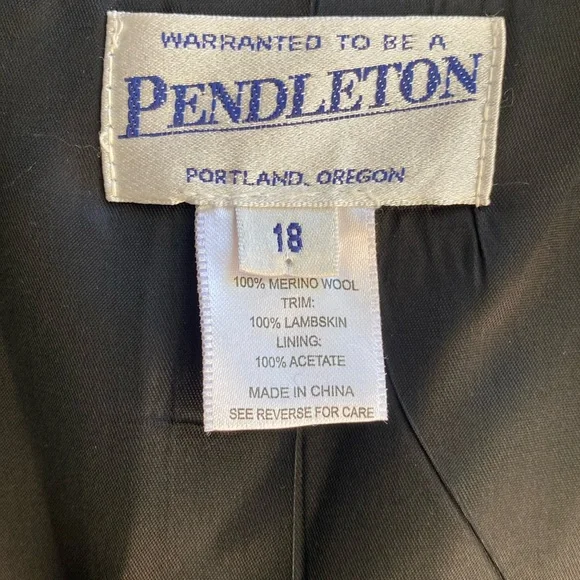 WARRANTED TO BE A
PENDLETON
PORTLAND, OREGON
18
100% MERINO WOOL
TRIM:
100% LAMBSKIN
LINING:
100% ACETATE
MADE IN CHINA
SEE REVERSE FOR CARE